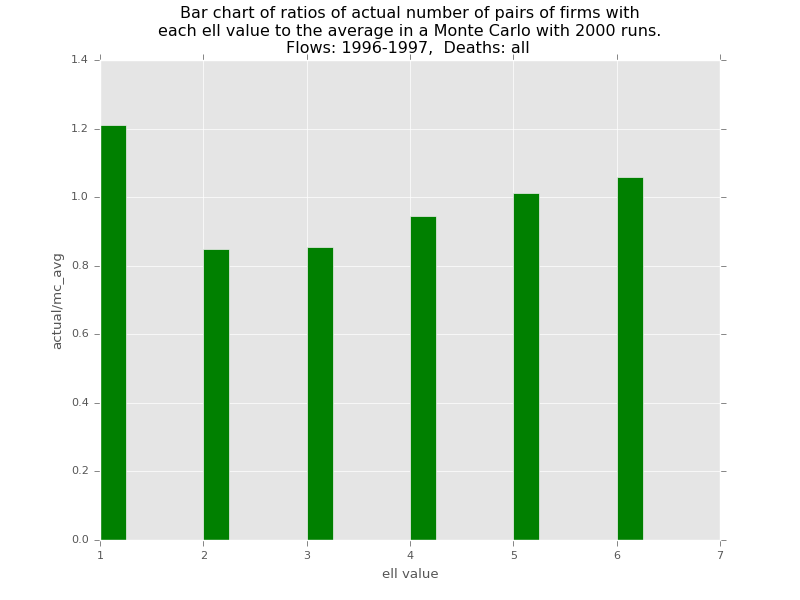 Bar chart of ratios of actual number of pairs of firms with
each ell value to the average in a Monte Carlo with 2000 runs.
Flows: 1996-1997,  Deaths: all
1.4
1.2
1.0
0.8
0.6
0.4
0.2
0.0
actual/mc_avg
1 2 3 4 5 6 7
ell value